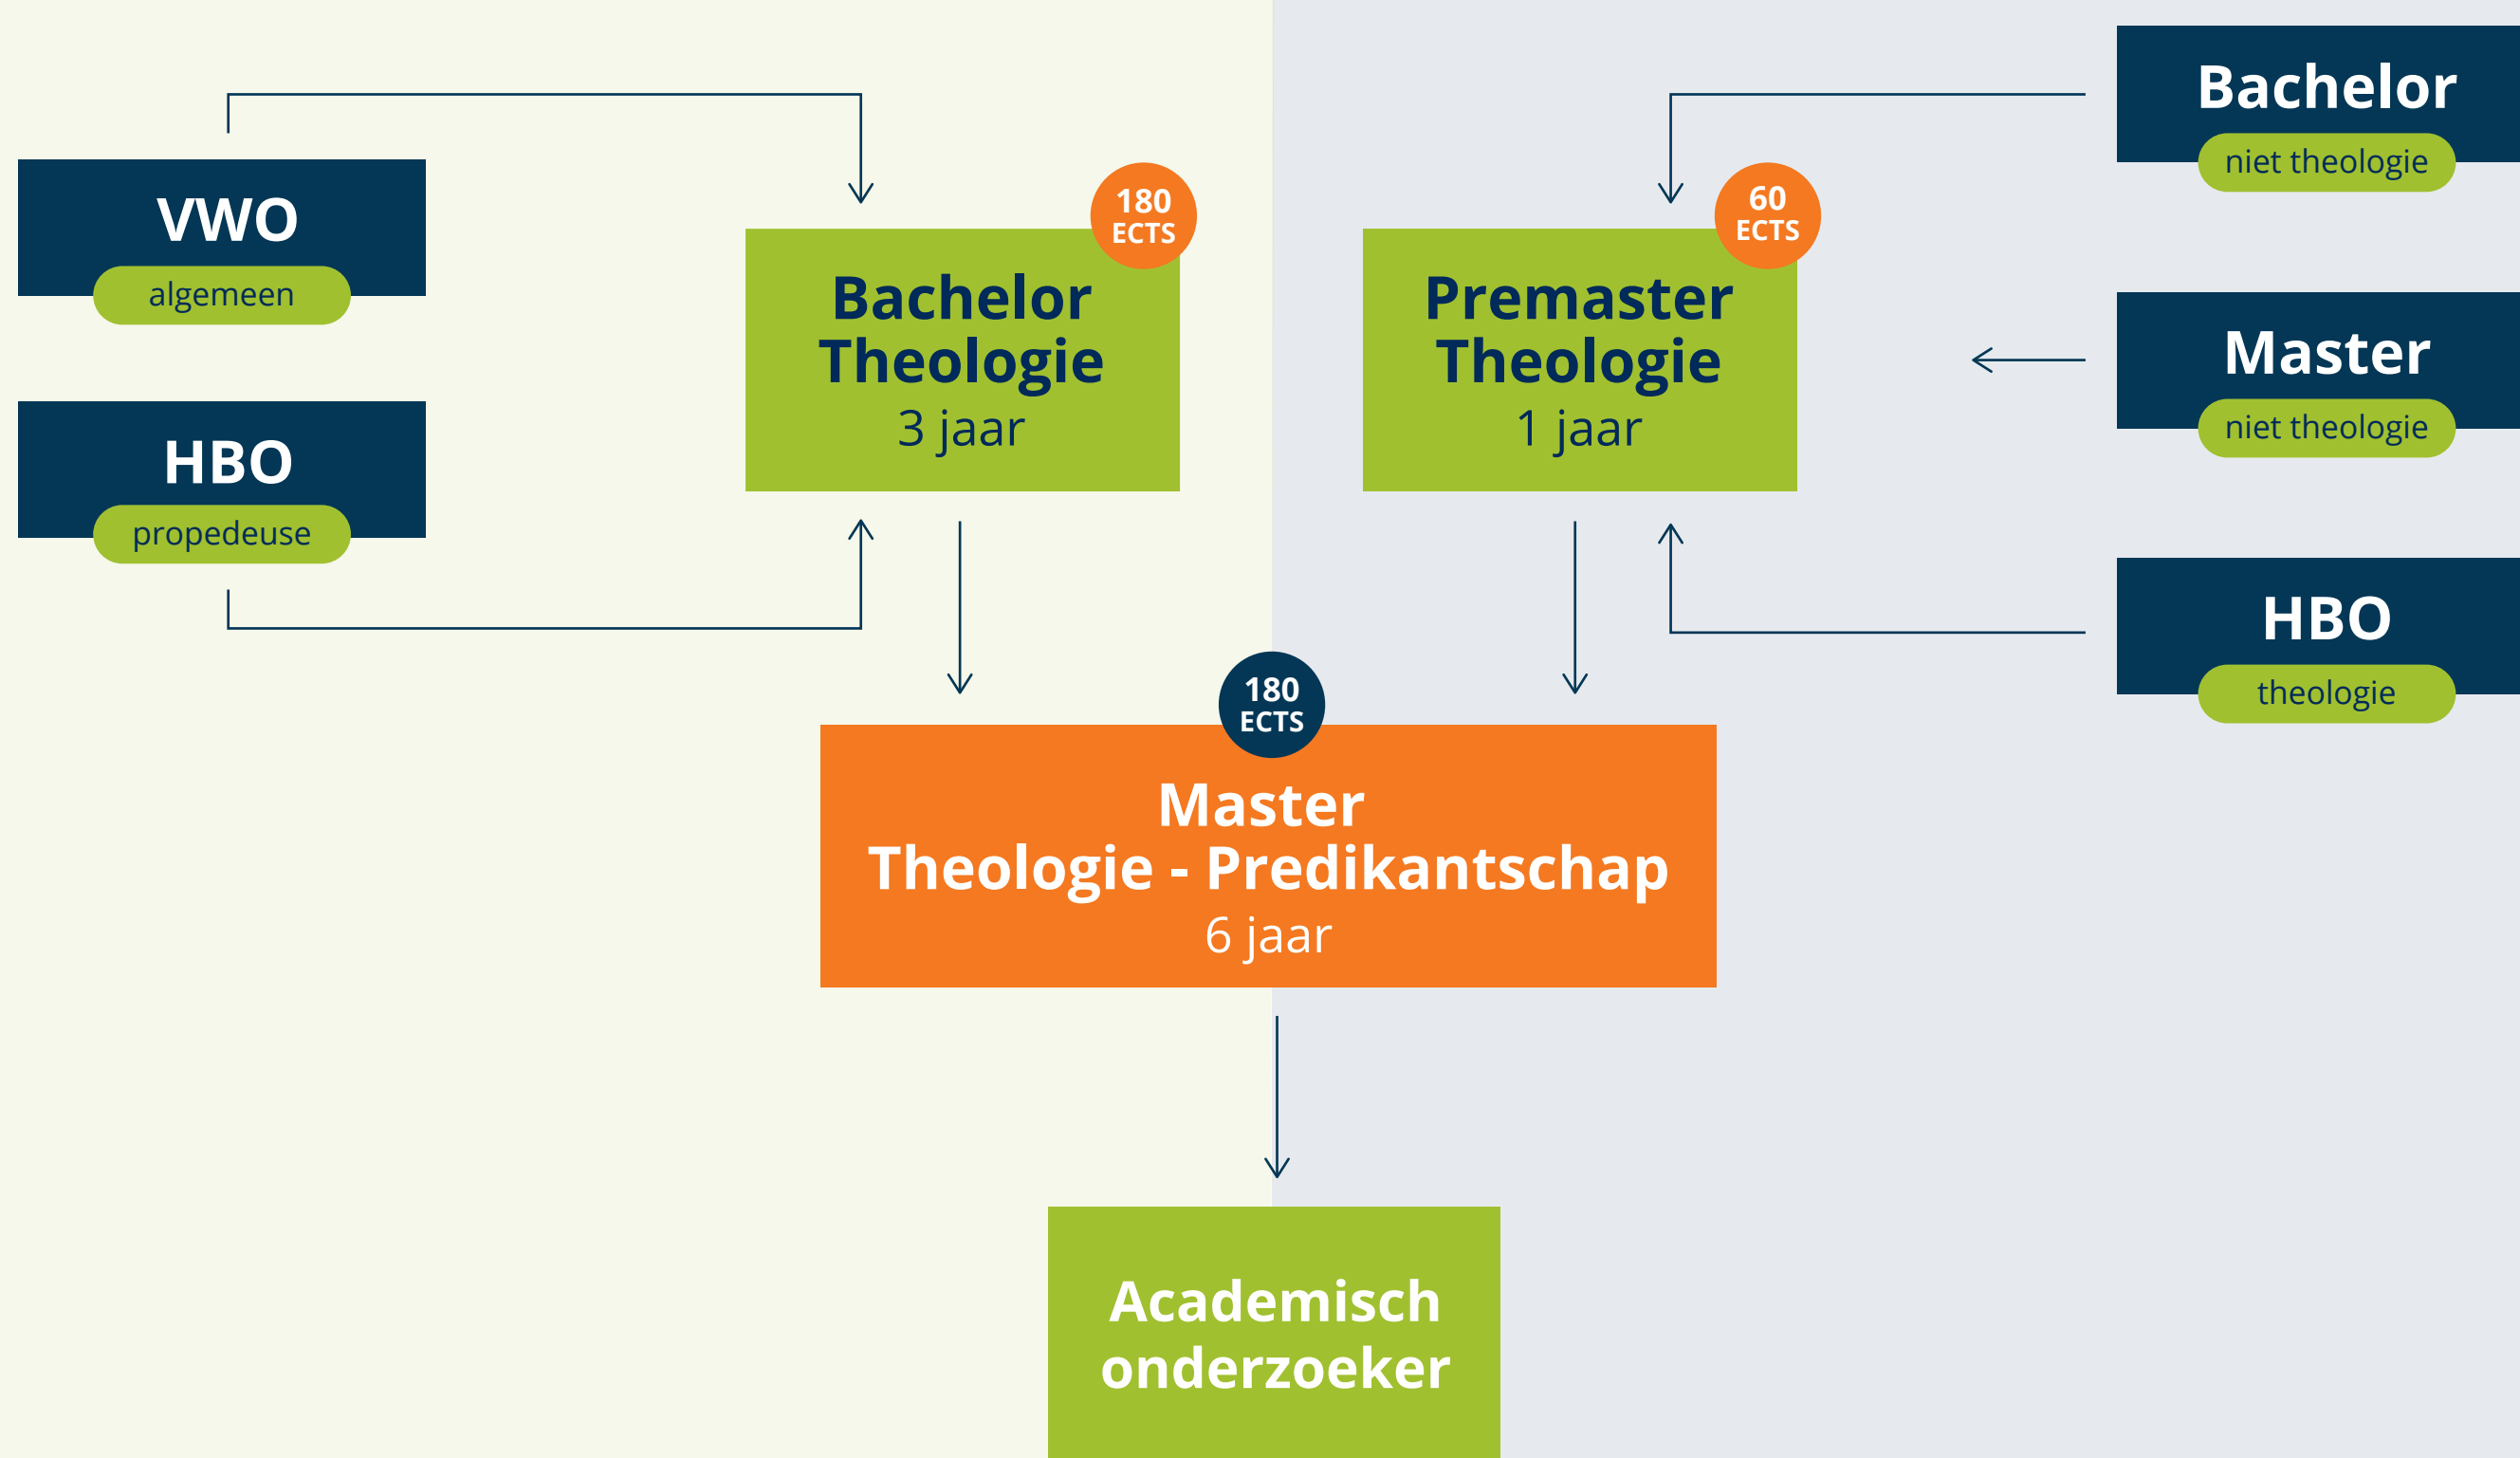 VWO
algemeen
HBO
propedeuse
180
ECTS
Bachelor
Theologie
3 jaar
60
ECTS
Premaster
Theologie
1 jaar
Bachelor
niet theologie
Master
niet theologie
HBO
theologie
180
ECTS
Master
Theologie - Predikantschap
6 jaar
Academisch
onderzoeker